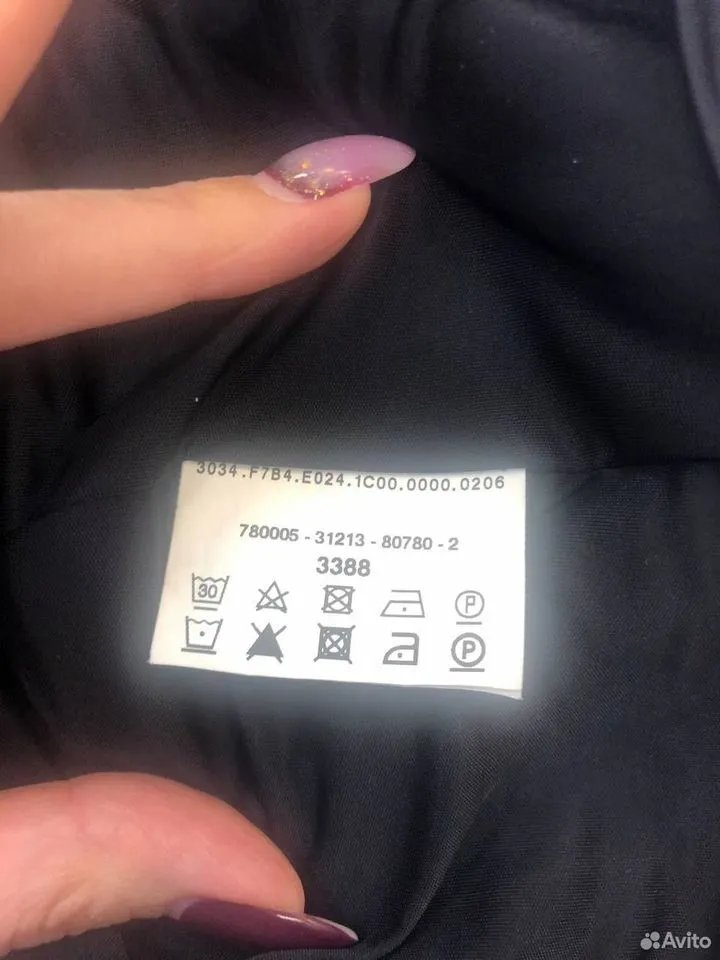 3034.F7B4.E024.1C00.0000.0206
780005 - 31213 - 80780 - 2
3388
30
P
P
Avito